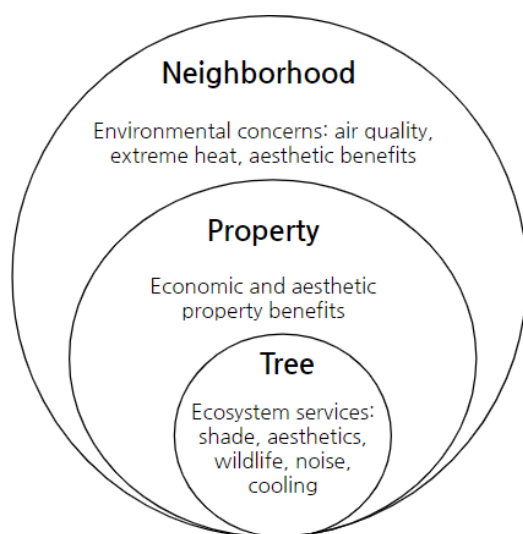 Neighborhood
Environmental concerns: air quality,
extreme heat, aesthetic benefits
Property
Economic and aesthetic
property benefits
Tree
Ecosystem services:
shade, aesthetics,
wildlife, noise,
cooling